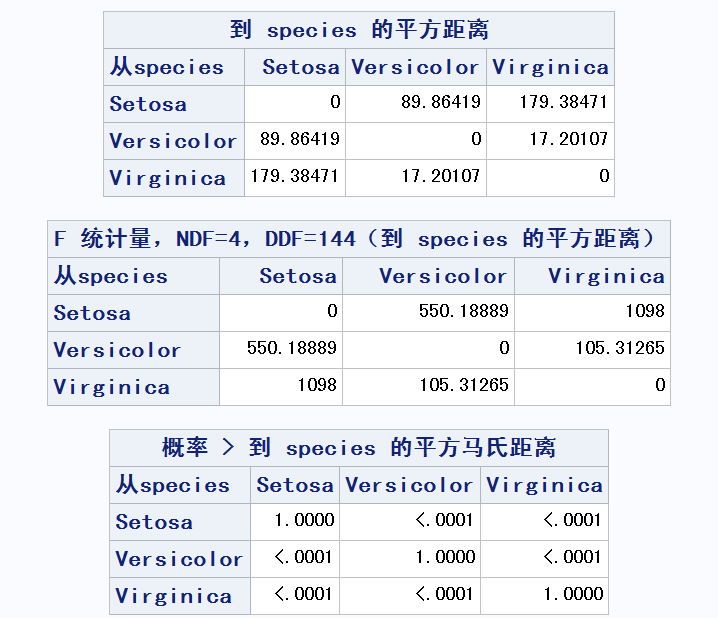 到 species 的平方距离
从species Setosa Versicolor Virginica
Setosa 0 89.86419 179.38471
Versicolor 89.86419 0 17.20107
Virginica 179.38471 17.20107 0
F 统计量，NDF=4，DDF=144（到 species 的平方距离）
从species Setosa Versicolor Virginica
Setosa 0 550.18889 1098
Versicolor 550.18889 0 105.31265
Virginica 1098 105.31265 0
概率 > 到 species 的平方马氏距离
从species Setosa Versicolor Virginica
Setosa 1.0000 <.0001 <.0001
Versicolor <.0001 1.0000 <.0001
Virginica <.0001 <.0001 1.0000